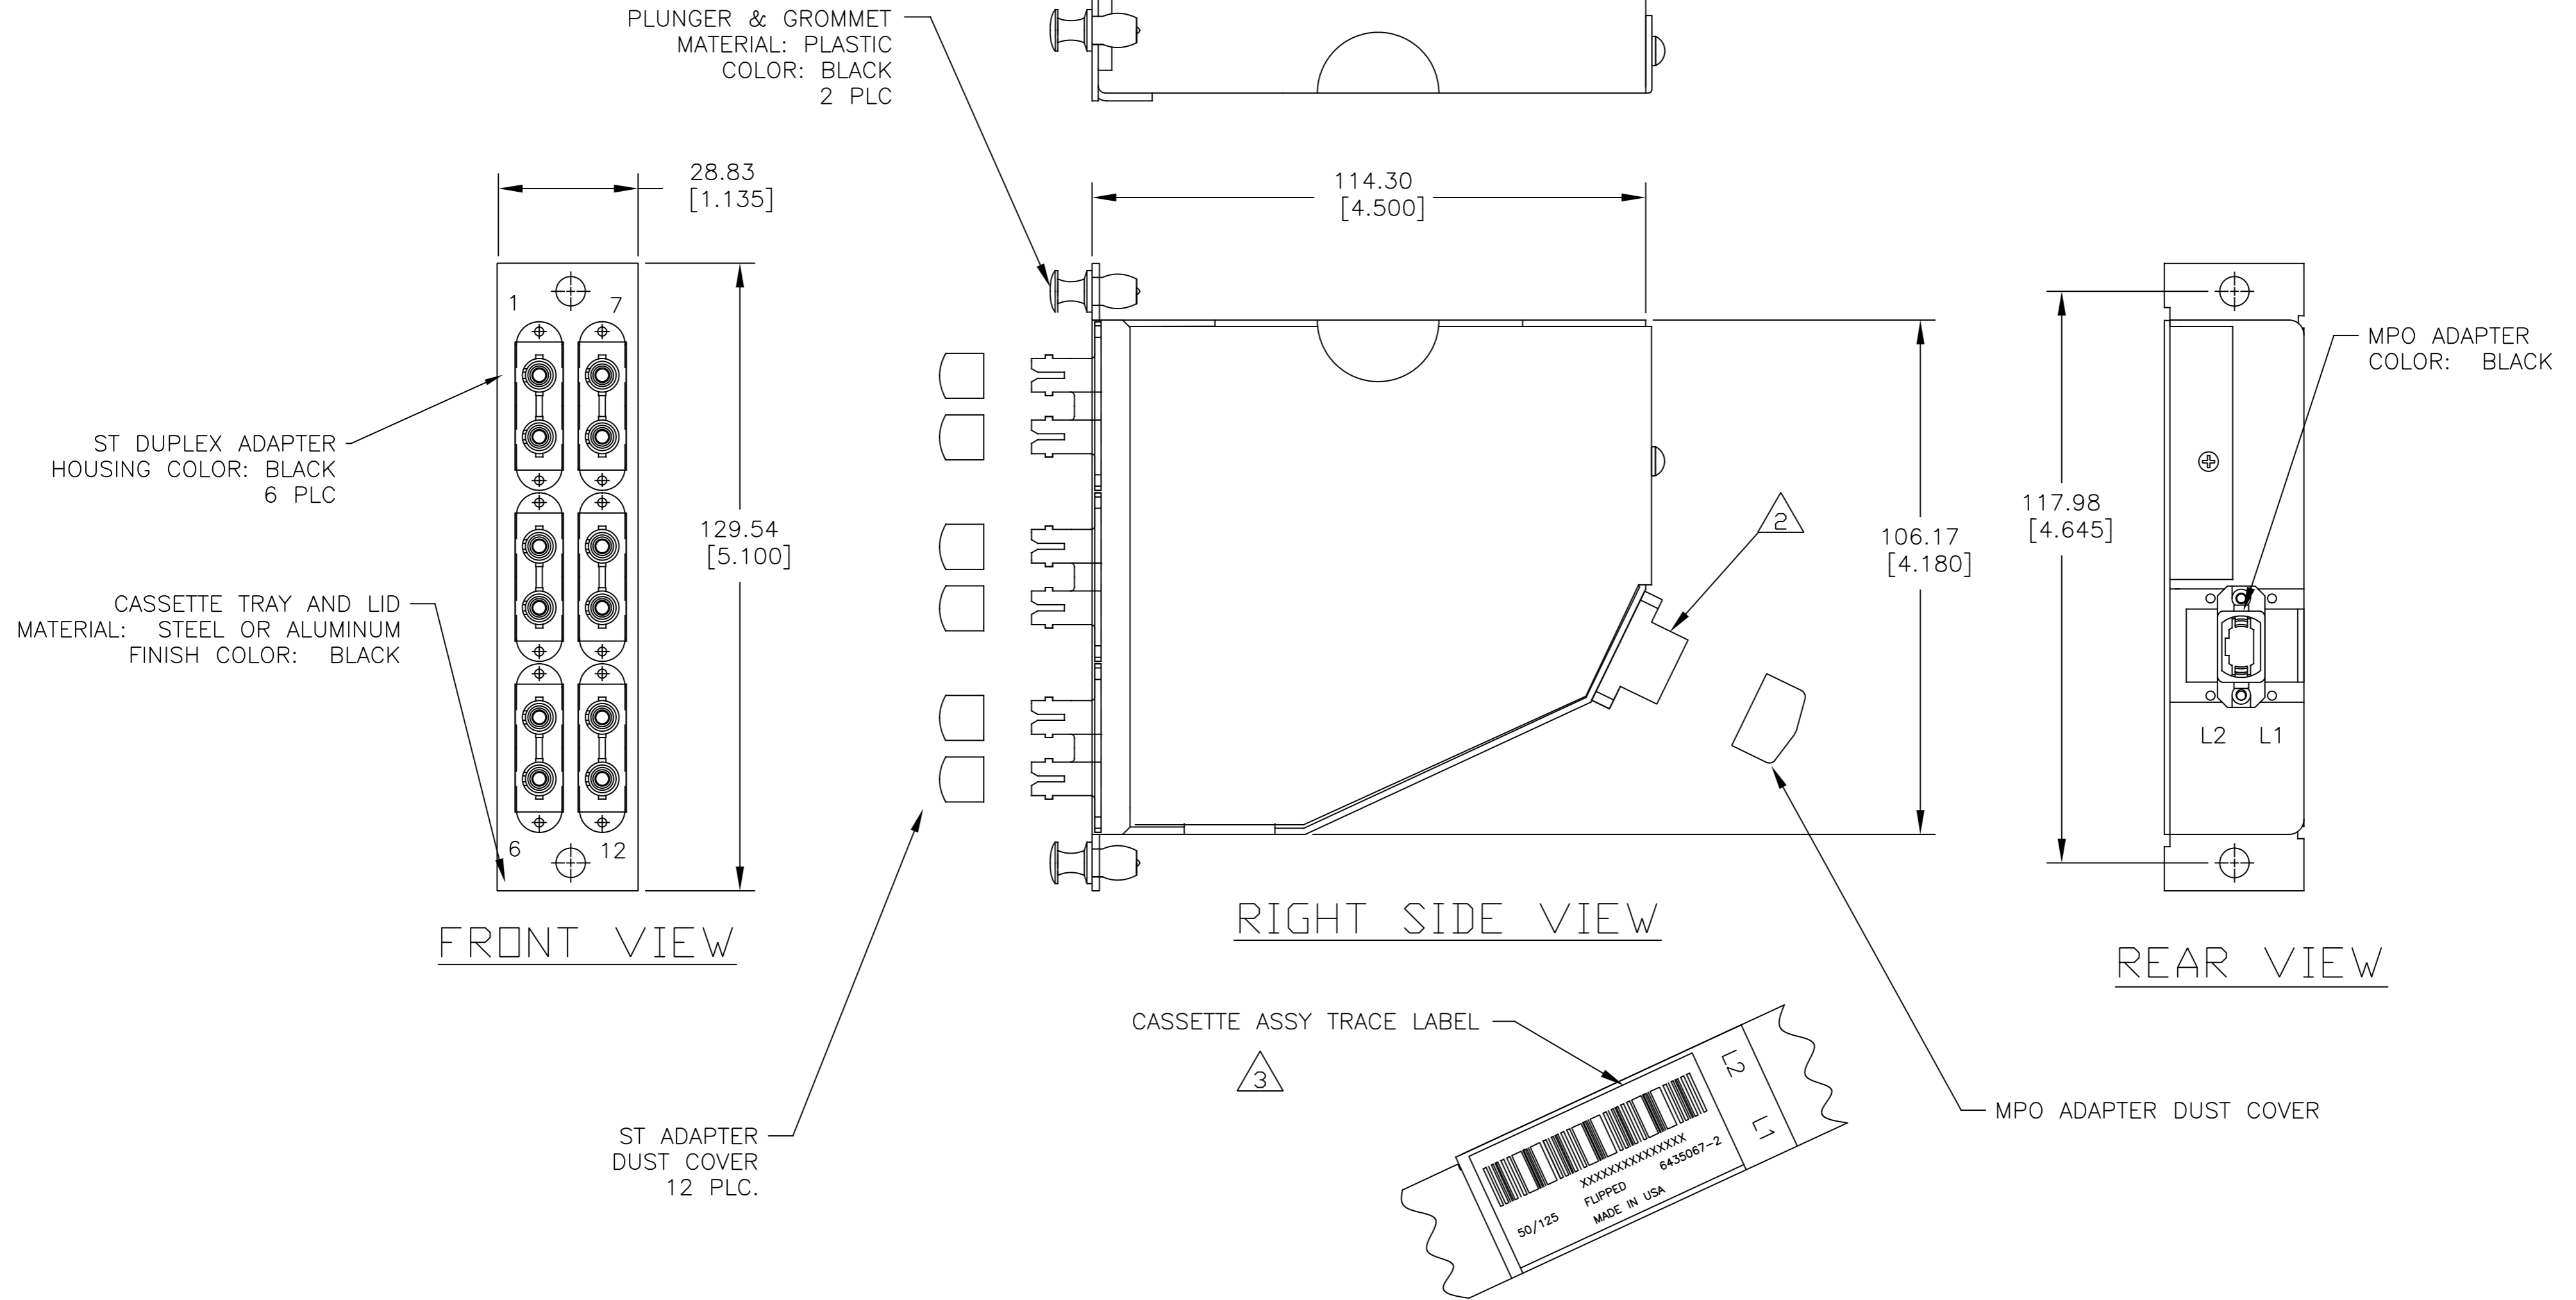 PLUNGER & GROMMET
MATERIAL: PLASTIC
COLOR: BLACK
2 PLC
28.83
[1.135]
114.30
[4.500]
1
7
MPO ADAPTER
COLOR: BLACK
ST DUPLEX ADAPTER
HOUSING COLOR: BLACK
6 PLC
129.54
[5.100]
2
106.17
[4.180]
117.98
[4.645]
CASSETTE TRAY AND LID
MATERIAL: STEEL OR ALUMINUM
FINISH COLOR: BLACK
L2 L1
6
12
FRONT VIEW
RIGHT SIDE VIEW
REAR VIEW
CASSETTE ASSY TRACE LABEL
3
L2
L1
XXXXXXXXXXXXXXX
6435067-2
FLIPPED
50/125
MADE IN USA
MPO ADAPTER DUST COVER
ST ADAPTER
DUST COVER
12 PLC.